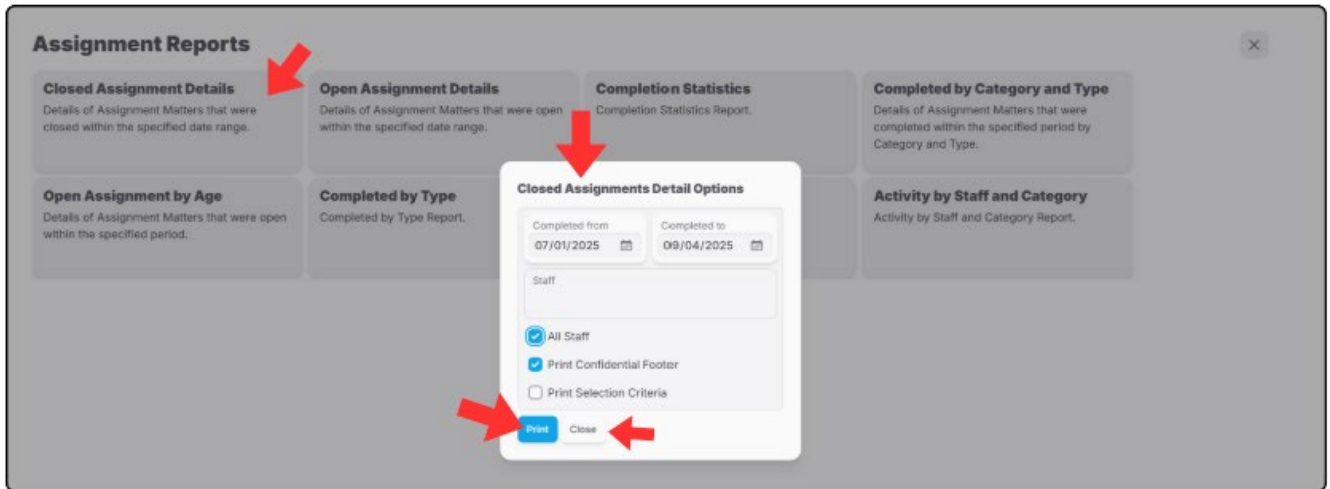 Assignment Reports
Closed Assignment Details
Details of Assignment Matters that were
closed within the specified date range.
Open Assignment Details
Details of Assignment Matters that were open
within the specified date range.
Completion Statistics
Completion Statistics Report.
Completed by Category and Type
Details of Assignment Matters that were
completed within the specified period by
Category and Type.
Open Assignment by Age
Details of Assignment Matters that were open
within the specified period.
Completed by Type
Completed by Type Report.
Activity by Staff and Category
Activity by Staff and Category Report.
Closed Assignments Detail Options
Completed from
07/01/2025
Completed to
09/04/2025
Staff
All Staff
Print Confidential Footer
Print Selection Criteria
Print
Close